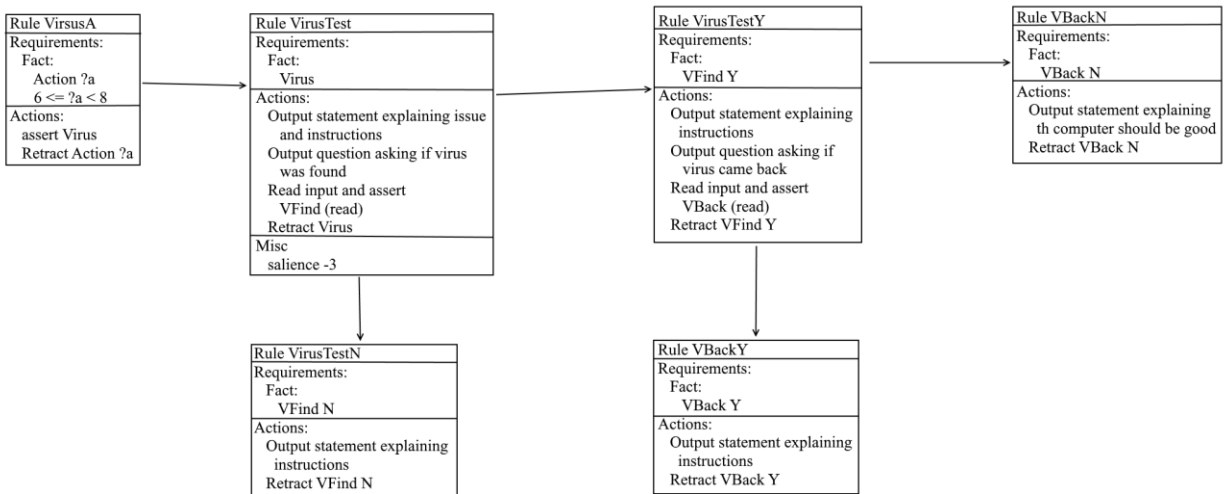 Rule VirsusA
Requirements:
Fact:
Action ?a
6 <= ?a < 8
Actions:
assert Virus
Retract Action ?a
Rule VirusTest
Requirements:
Fact:
Virus
Actions:
Output statement explaining issue
and instructions
Output question asking if virus
was found
Read input and assert
VFind (read)
Retract Virus
Misc
salience -3
Rule VirusTestY
Requirements:
Fact:
VFind Y
Actions:
Output statement explaining
instructions
Output question asking if
virus came back
Read input and assert
VBack (read)
Retract VFind Y
Rule VBackN
Requirements:
Fact:
VBack N
Actions:
Output statement explaining
th computer should be good
Retract VBack N
Rule VirusTestN
Requirements:
Fact:
VFind N
Actions:
Output statement explaining
instructions
Retract VFind N
Rule VBackY
Requirements:
Fact:
VBack Y
Actions:
Output statement explaining
instructions
Retract VBack Y